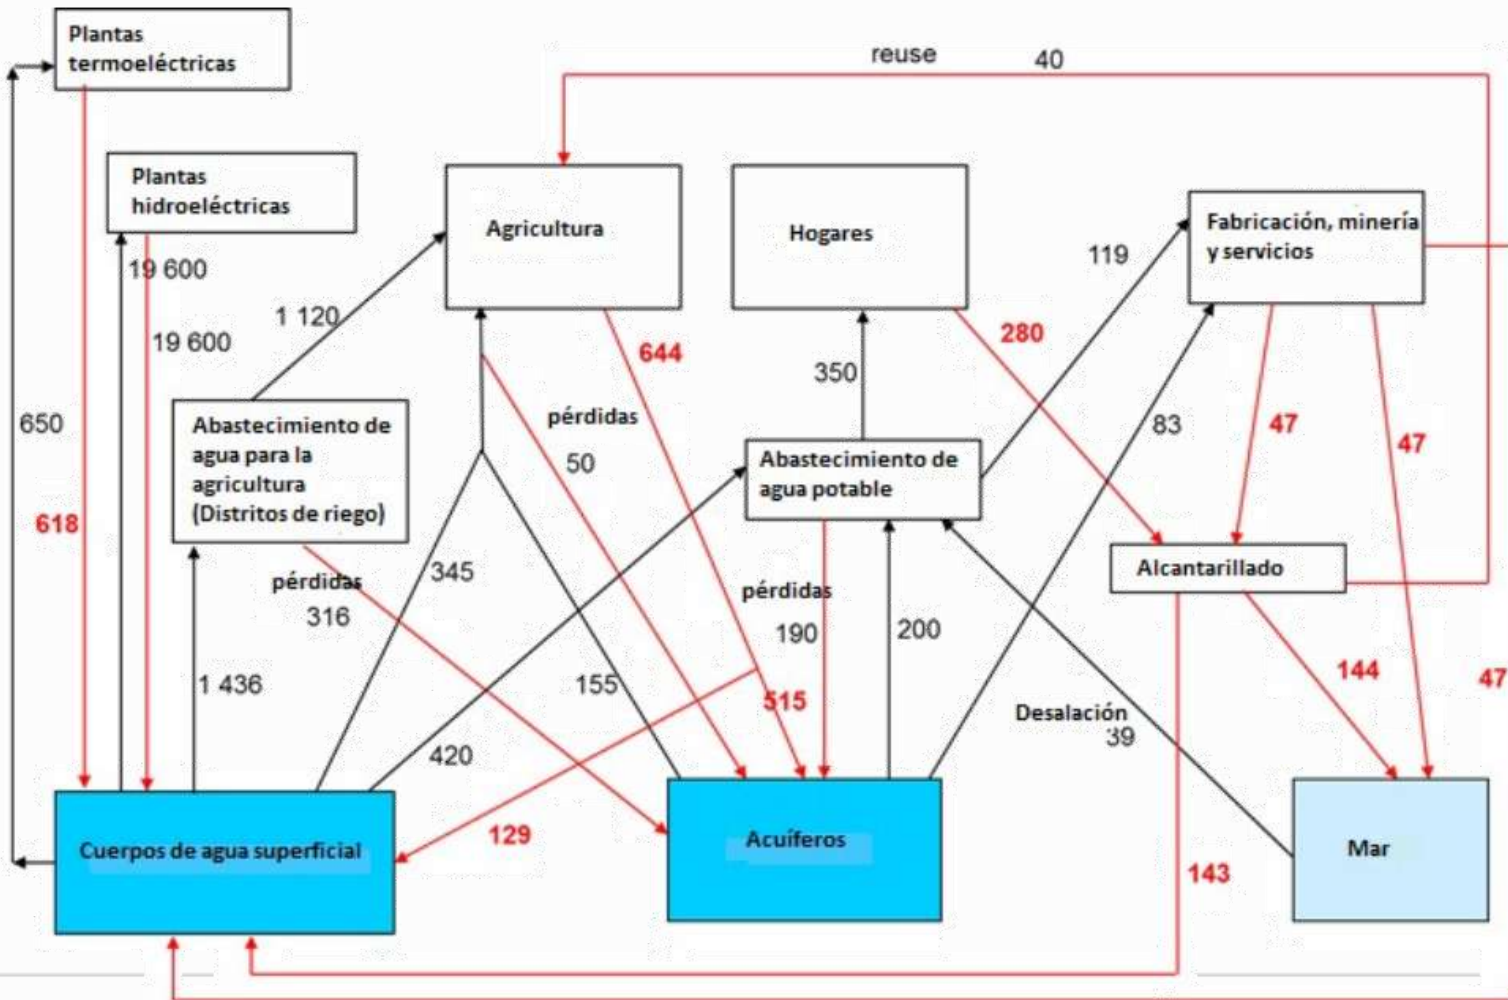 Plantas
termoeléctricas
reuse 40
Plantas
hidroeléctricas
Agricultura
Hogares
Fabricación, minería
y servicios
19 600
119
1 120
19 600
644
280
350
650
pérdidas
50
83
47
47
Abastecimiento de
agua para la
agricultura
(Distritos de riego)
Abastecimiento de
agua potable
618
Alcantarillado
345
pérdidas
316
pérdidas
190
200
1 436
155
515
144
47
Desalación
39
420
129
Cuerpos de agua superficial
Acuíferos
Mar
143